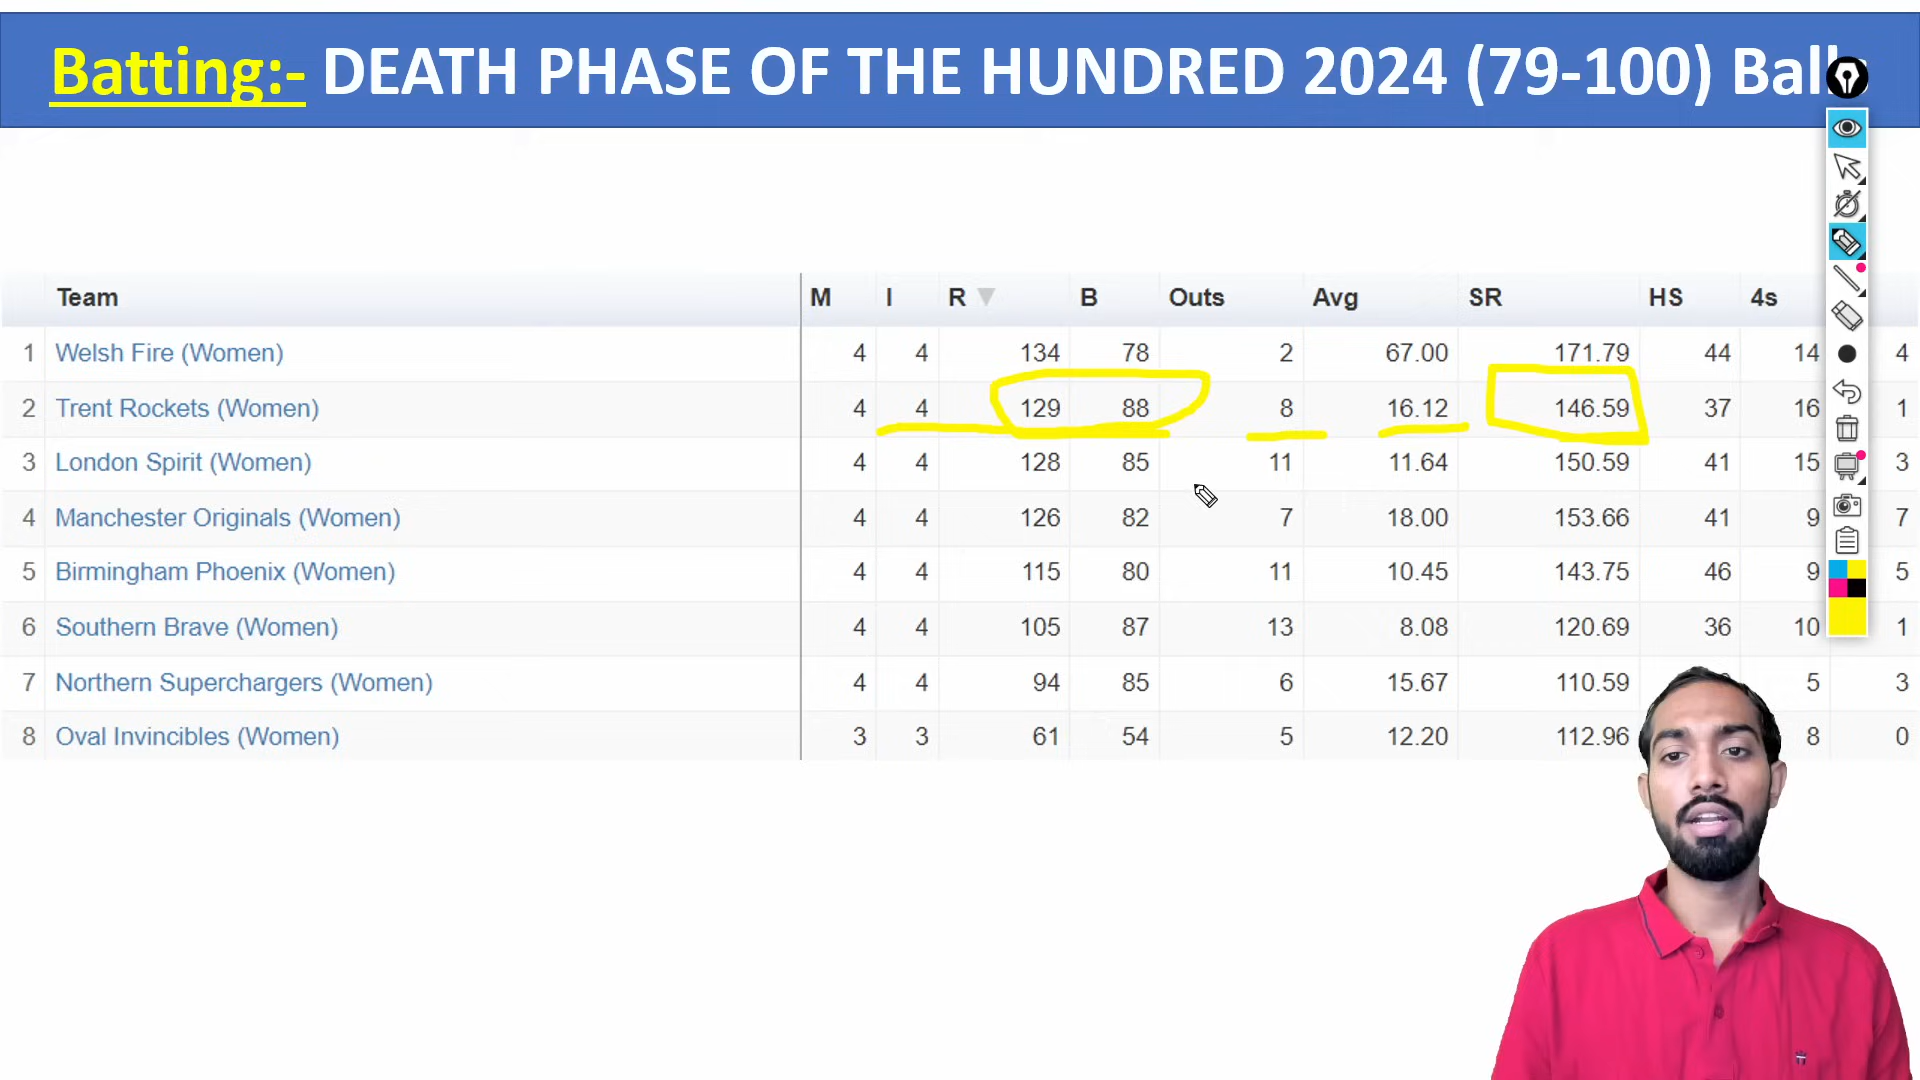 Batting:- DEATH PHASE OF THE HUNDRED 2024 (79-100)
Team M I R B Outs Avg SR HS 4s
1 Welsh Fire (Women) 4 4 134 78 2 67.00 171.79 44 14 4
2 Trent Rockets (Women) 4 4 129 88 8 16.12 146.59 37 16 1
3 London Spirit (Women) 4 4 128 85 11 11.64 150.59 41 15 3
4 Manchester Originals (Women) 4 4 126 82 7 18.00 153.66 41 9 7
5 Birmingham Phoenix (Women) 4 4 115 80 11 10.45 143.75 46 9 5
6 Southern Brave (Women) 4 4 105 87 13 8.08 120.69 36 10 1
7 Northern Superchargers (Women) 4 4 94 85 6 15.67 110.59 5 3
8 Oval Invincibles (Women) 3 3 61 54 5 12.20 112.96 8 0